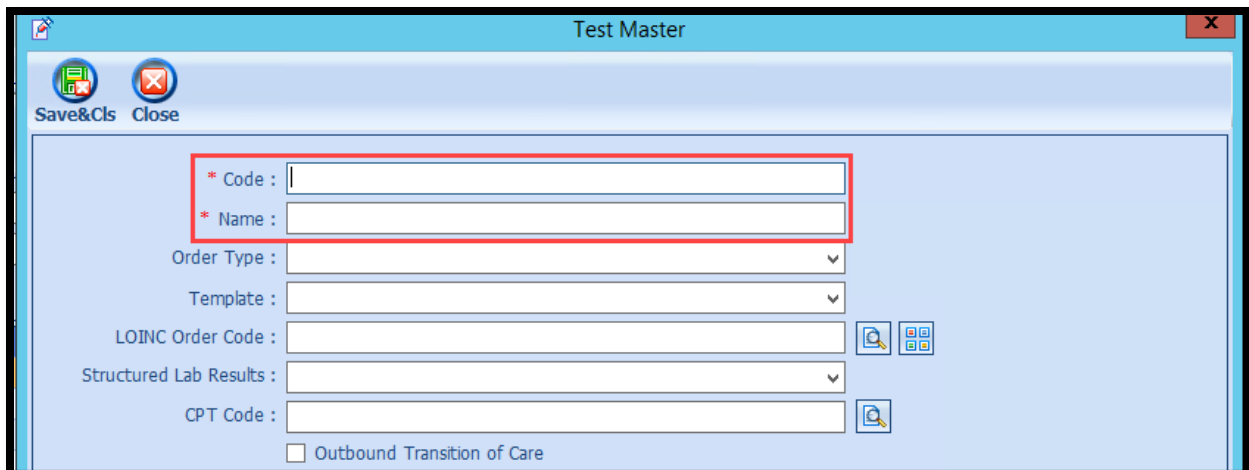 Test Master
x
Save&Cls Close
* Code :
* Name :
Order Type :
Template :
LOINC Order Code :
Structured Lab Results :
CPT Code :
Outbound Transition of Care